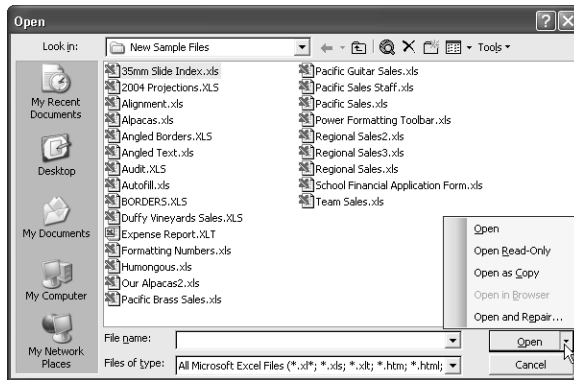 Open
Look in:
New Sample Files
Tools
My Recent
Documents
Desktop
My Documents
My Computer
My Network
Places
35mm Slide Index.xls
2004 Projections.XLS
Alignment.xls
Alpacas.xls
Angled Borders.XLS
Angled Text.xls
Audit.XLS
Autofill.xls
BORDERS.XLS
Duffy Vineyards Sales.XLS
Expense Report.XLT
Formatting Numbers.xls
Humongous.xls
Our Alpacas2.xls
Pacific Brass Sales.xls
Pacific Guitar Sales.xls
Pacific Sales Staff.xls
Pacific Sales.xls
Power Formatting Toolbar.xls
Regional Sales2.xls
Regional Sales3.xls
Regional Sales.xls
School Financial Application Form.xls
Team Sales.xls
Open
Open Read-Only
Open as Copy
Open in Browser
Open and Repair...
File name:
Open
Files of type:
All Microsoft Excel Files (*.xl*; *.xls; *.xlt; *.htm; *.html;
Cancel